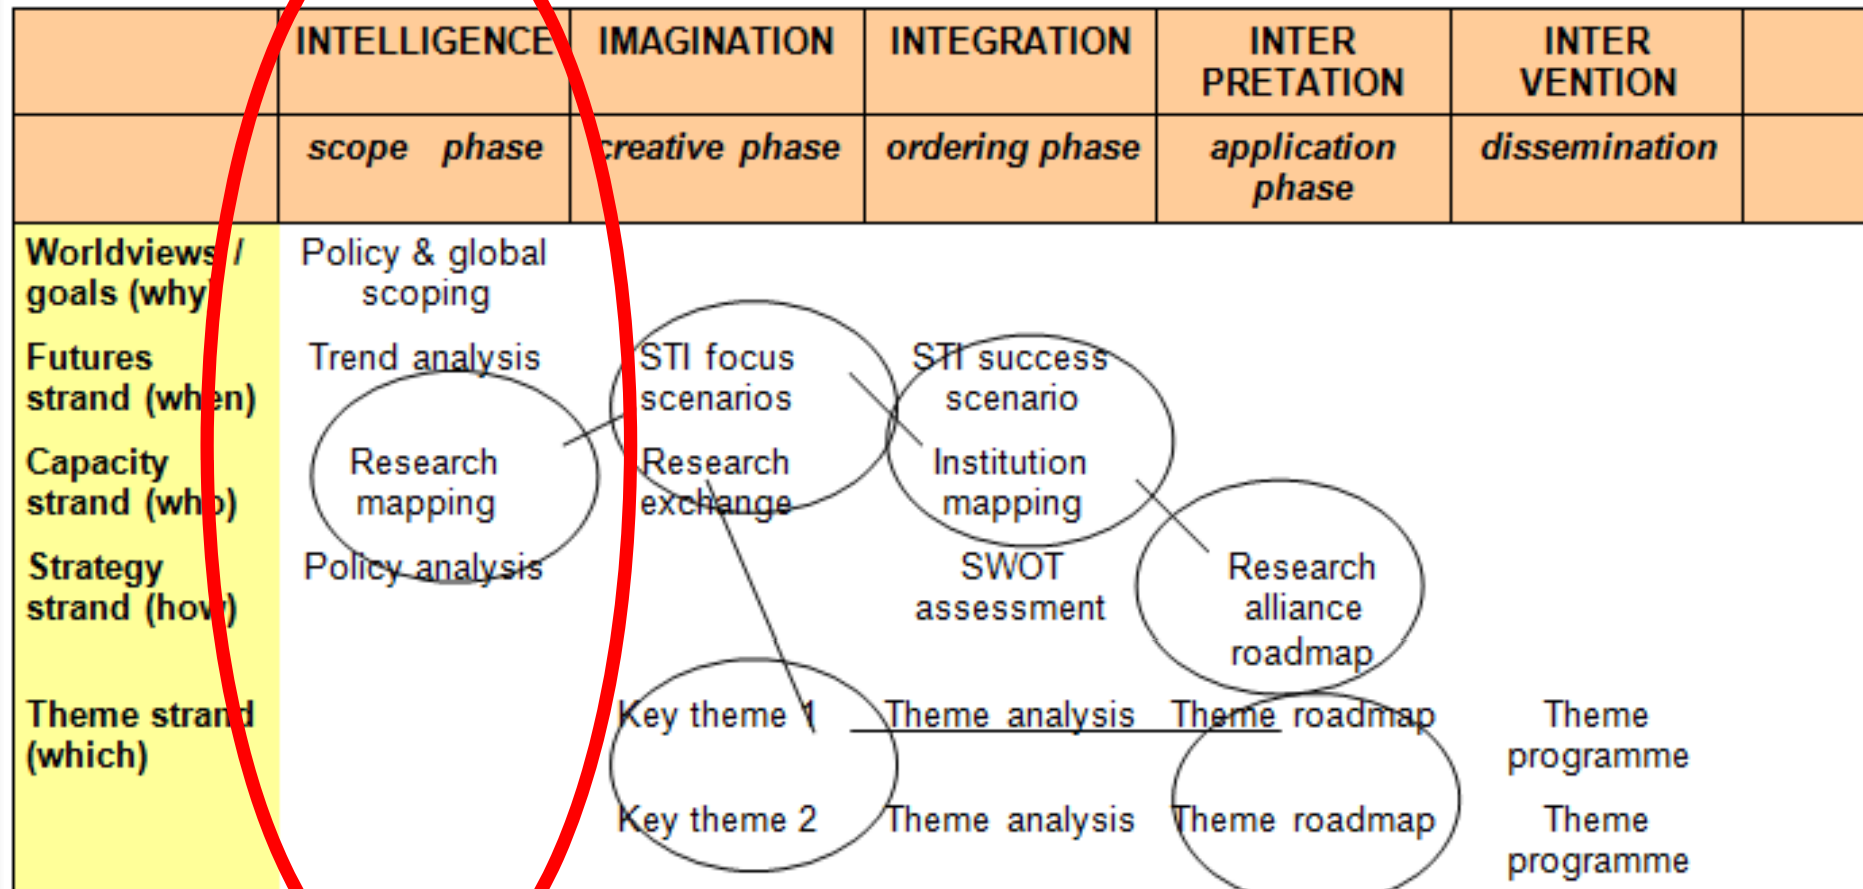 INTELLIGENCE IMAGINATION INTEGRATION INTER PRETATION INTER VENTION
scope phase creative phase ordering phase application phase dissemination
Worldviews / goals (why)
Policy & global scoping
Futures strand (when)
Trend analysis
STI focus scenarios
STI success scenario
Capacity strand (who)
Research mapping
Research exchange
Institution mapping
Strategy strand (how)
Policy analysis
SWOT assessment
Research alliance roadmap
Theme strand (which)
Key theme 1
Theme analysis
Theme roadmap
Theme programme
Key theme 2
Theme analysis
Theme roadmap
Theme programme